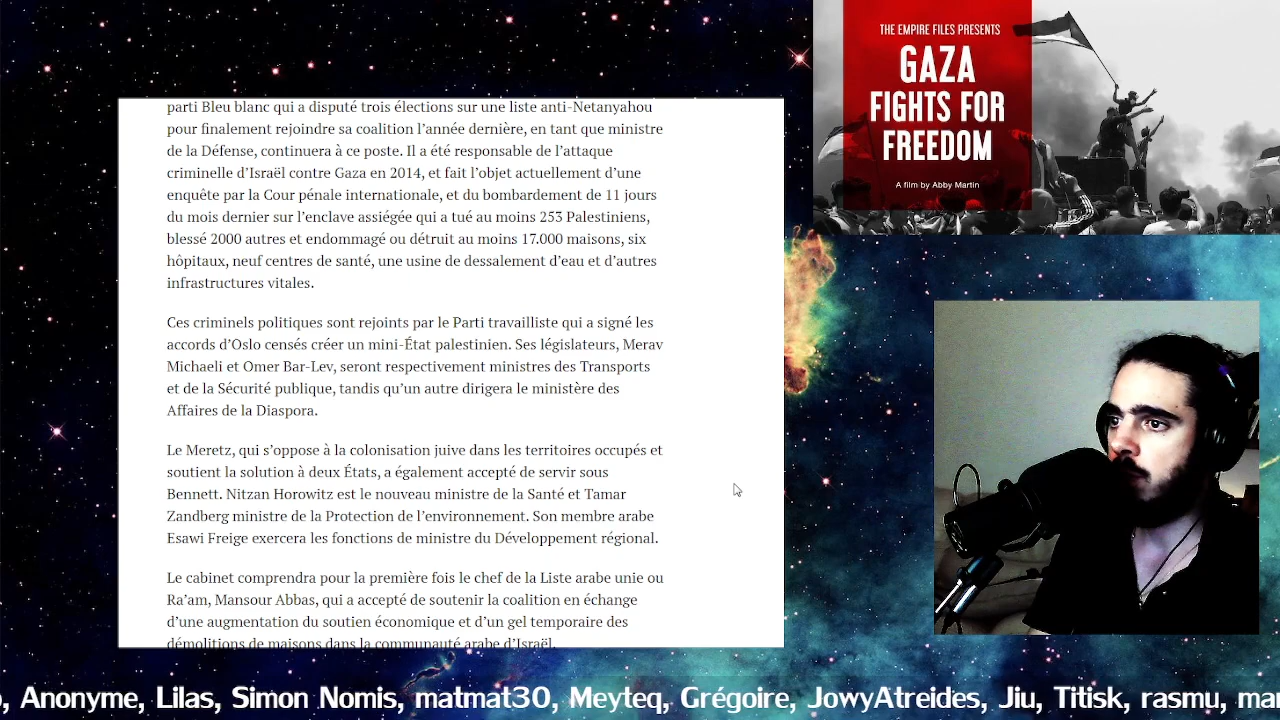 parti Bleu blanc qui a disputé trois élections sur une liste anti-Netanyahou
pour finalement rejoindre sa coalition l’année dernière, en tant que ministre
de la Défense, continuera à ce poste. Il a été responsable de l’attaque
criminelle d’Israël contre Gaza en 2014, et fait l’objet actuellement d’une
enquête par la Cour pénale internationale, et du bombardement de 11 jours
du mois dernier sur l’enclave assiégée qui a tué au moins 253 Palestiniens,
blessé 2000 autres et endommagé ou détruit au moins 17.000 maisons, six
hôpitaux, neuf centres de santé, une usine de dessalement d’eau et d’autres
infrastructures vitales.
Ces criminels politiques sont rejoints par le Parti travailliste qui a signé les
accords d’Oslo censés créer un mini-État palestinien. Ses législateurs, Merav
Michaeli et Omer Bar-Lev, seront respectivement ministres des Transports
et de la Sécurité publique, tandis qu’un autre dirigera le ministère des
Affaires de la Diaspora.
Le Meretz, qui s’oppose à la colonisation juive dans les territoires occupés et
soutient la solution à deux États, a également accepté de servir sous
Bennett. Nitzan Horowitz est le nouveau ministre de la Santé et Tamar
Zandberg ministre de la Protection de l’environnement. Son membre arabe
Esawi Freige exercera les fonctions de ministre du Développement régional.
Le cabinet comprendra pour la première fois le chef de la Liste arabe unie ou
Ra’am, Mansour Abbas, qui a accepté de soutenir la coalition en échange
d’une augmentation du soutien économique et d’un gel temporaire des
démolitions de maisons dans la communauté arabe d’Israël.
THE EMPIRE FILES PRESENTS
GAZA
FIGHTS FOR
FREEDOM
A film by Abby Martin
, Anonyme, Lilas, Simon Nomis, matmat30, Meyteq, Grégoire, JowyAtreides, Jiu, Titisk, rasmu,